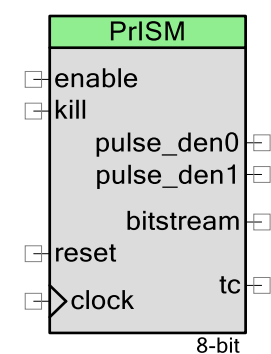 PrISM
enable
kill
pulse_den0
pulse_den1
bitstream
reset
tc
clock
8-bit